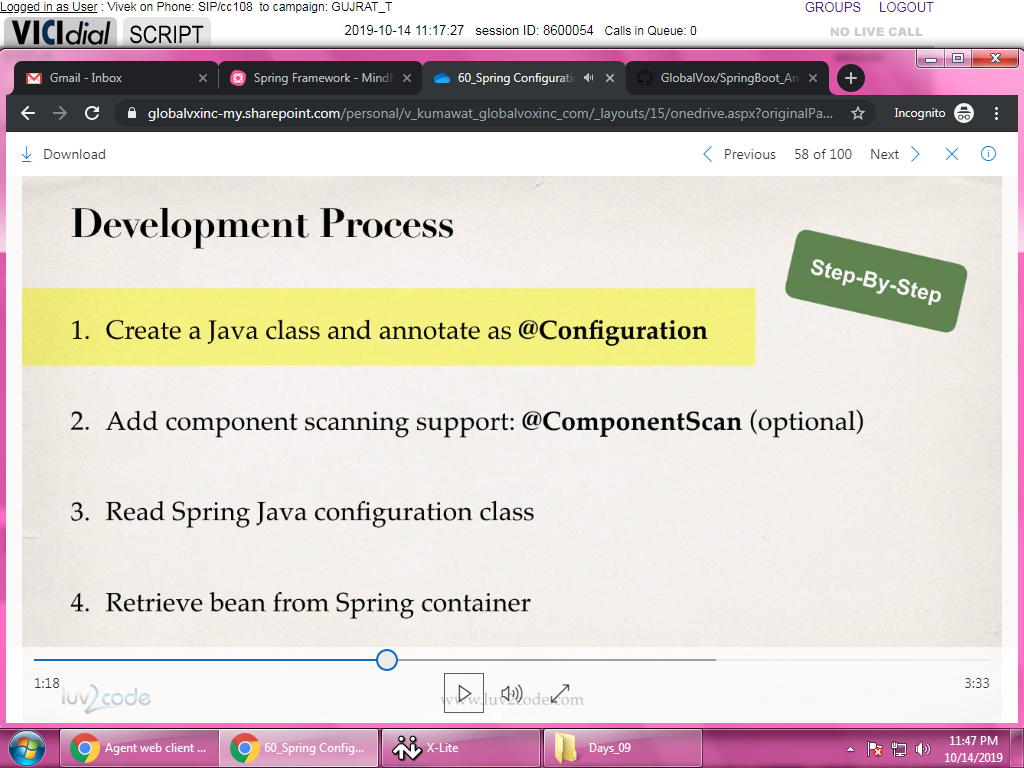 Logged in as User : Vivek on Phone: SIP/cc108 to campaign: GUJRAT_T
GROUPS LOGOUT
VICIdial SCRIPT 2019-10-14 11:17:27 session ID: 8600054 Calls in Queue: 0 NO LIVE CALL
Gmail - Inbox Spring Framework - Mind 60_Spring Configurati GlobalVox/SpringBoot_An
globalvxinc-my.sharepoint.com/personal/v_kumawat_globalvoxinc_com/_layouts/15/onedrive.aspx?originalPa... Incognito
Download Previous 58 of 100 Next
Development Process
Step-By-Step
1. Create a Java class and annotate as @Configuration
2. Add component scanning support: @ComponentScan (optional)
3. Read Spring Java configuration class
4. Retrieve bean from Spring container
1:18 3:33
luv2code www.luv2code.com
Agent web client ... 60_Spring Config... X-Lite Days_09 11:47 PM
10/14/2019